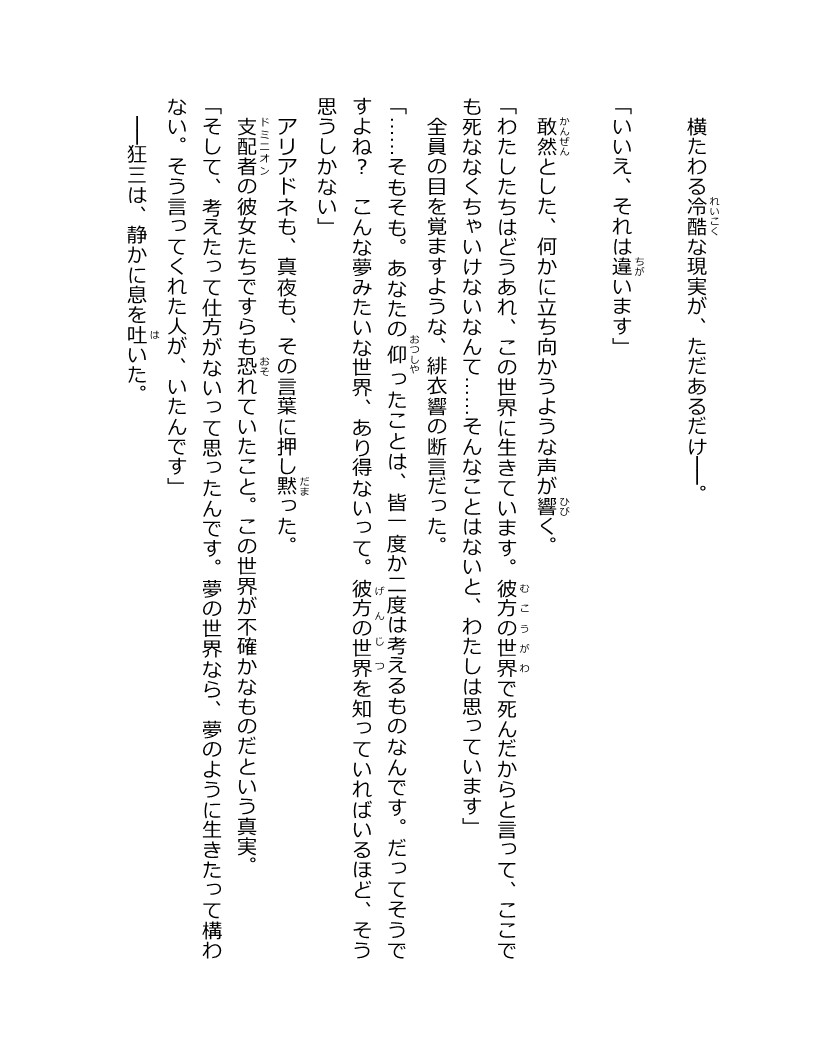 横たわる冷酷な現実が、ただあるだけ――。
「いいえ、それは違います」
敢然とした、何かに立ち向かうような声が響く。
「わたしたちはどうあれ、この世界に生きています。彼方の世界で死んだからと言って、ここで
も死ななくちゃいけないなんて……そんなことはないと、わたしは思っています」
全員の目を覚ますような、緋衣響の断言だった。
「……そもそも。あなたの仰ったことは、皆一度か二度は考えるものなんです。だってそうで
すよね？　こんな夢みたいな世界、あり得ないって。彼方の世界を知っていればいるほど、そう
思うしかない」
アリアドネも、真夜も、その言葉に押し黙った。
支配者の彼女たちですらも恐れていたこと。この世界が不確かなものだという真実。
「そして、考えたって仕方がないって思ったんです。夢の世界なら、夢のように生きたって構わ
ない。そう言ってくれた人が、いたんです」
――狂三は、静かに息を吐いた。